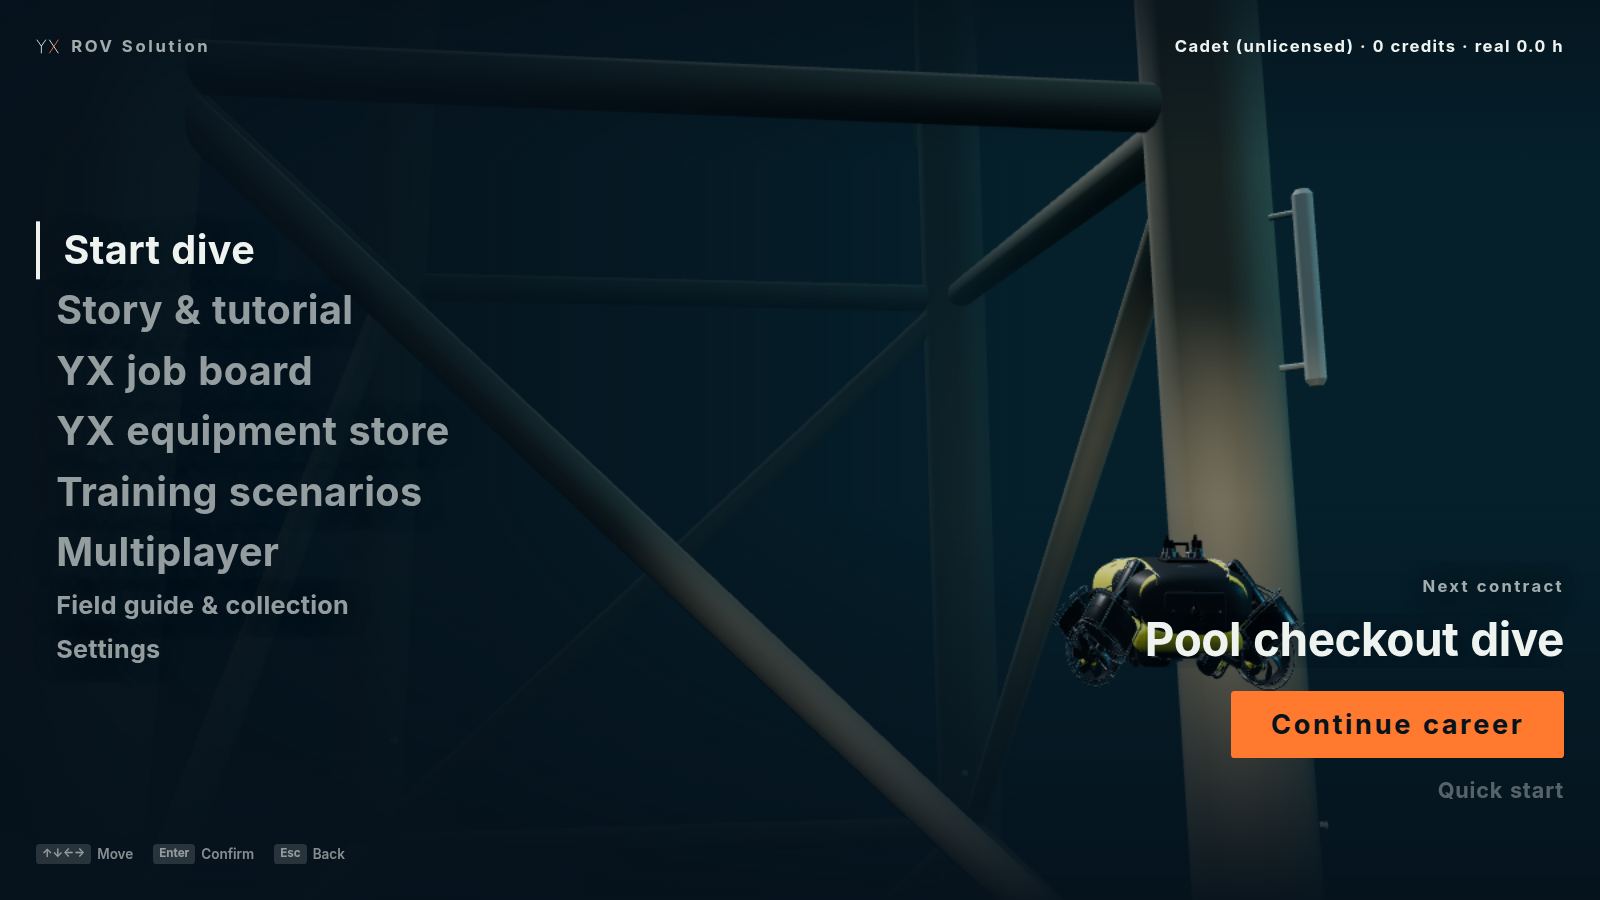 YX ROV Solution
Cadet (unlicensed) · 0 credits · real 0.0 h
Start dive
Story & tutorial
YX job board
YX equipment store
Training scenarios
Multiplayer
Field guide & collection
Settings
Next contract
Pool checkout dive
Continue career
Quick start
↑↓←→ Move Enter Confirm Esc Back